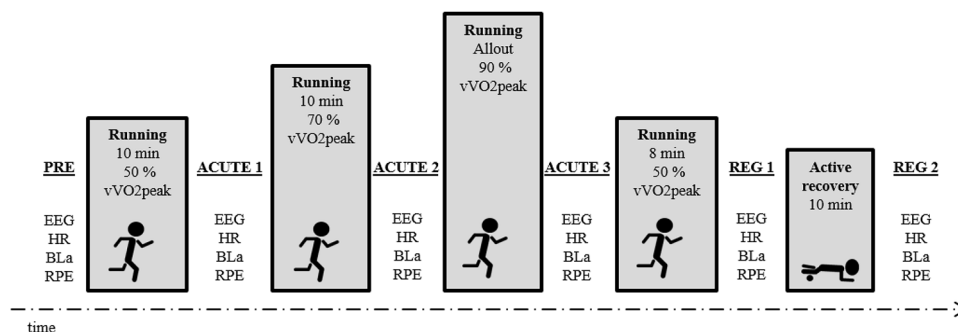 PRE
EEG
HR
BLa
RPE
Running
10 min
50 %
vVO2peak
ACUTE 1
EEG
HR
BLa
RPE
Running
10 min
70 %
vVO2peak
ACUTE 2
EEG
HR
BLa
RPE
Running
Allout
90 %
vVO2peak
ACUTE 3
EEG
HR
BLa
RPE
Running
8 min
50 %
vVO2peak
REG 1
EEG
HR
BLa
RPE
Active
recovery
10 min
REG 2
EEG
HR
BLa
RPE
time